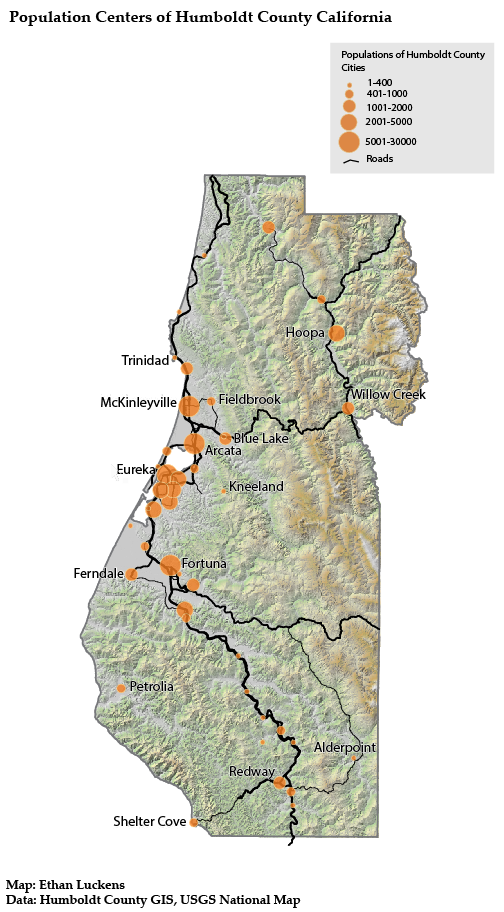 Population Centers of Humboldt County California
Populations of Humboldt County
Cities
1-400
401-1000
1001-2000
2001-5000
5001-30000
Roads
Hoopa
Trinidad
Willow Creek
McKinleyville
Fieldbrook
Blue Lake
Arcata
Eureka
Kneeland
Fortuna
Ferndale
Petrolia
Alderpoint
Redway
Shelter Cove
Map: Ethan Luckens
Data: Humboldt County GIS, USGS National Map